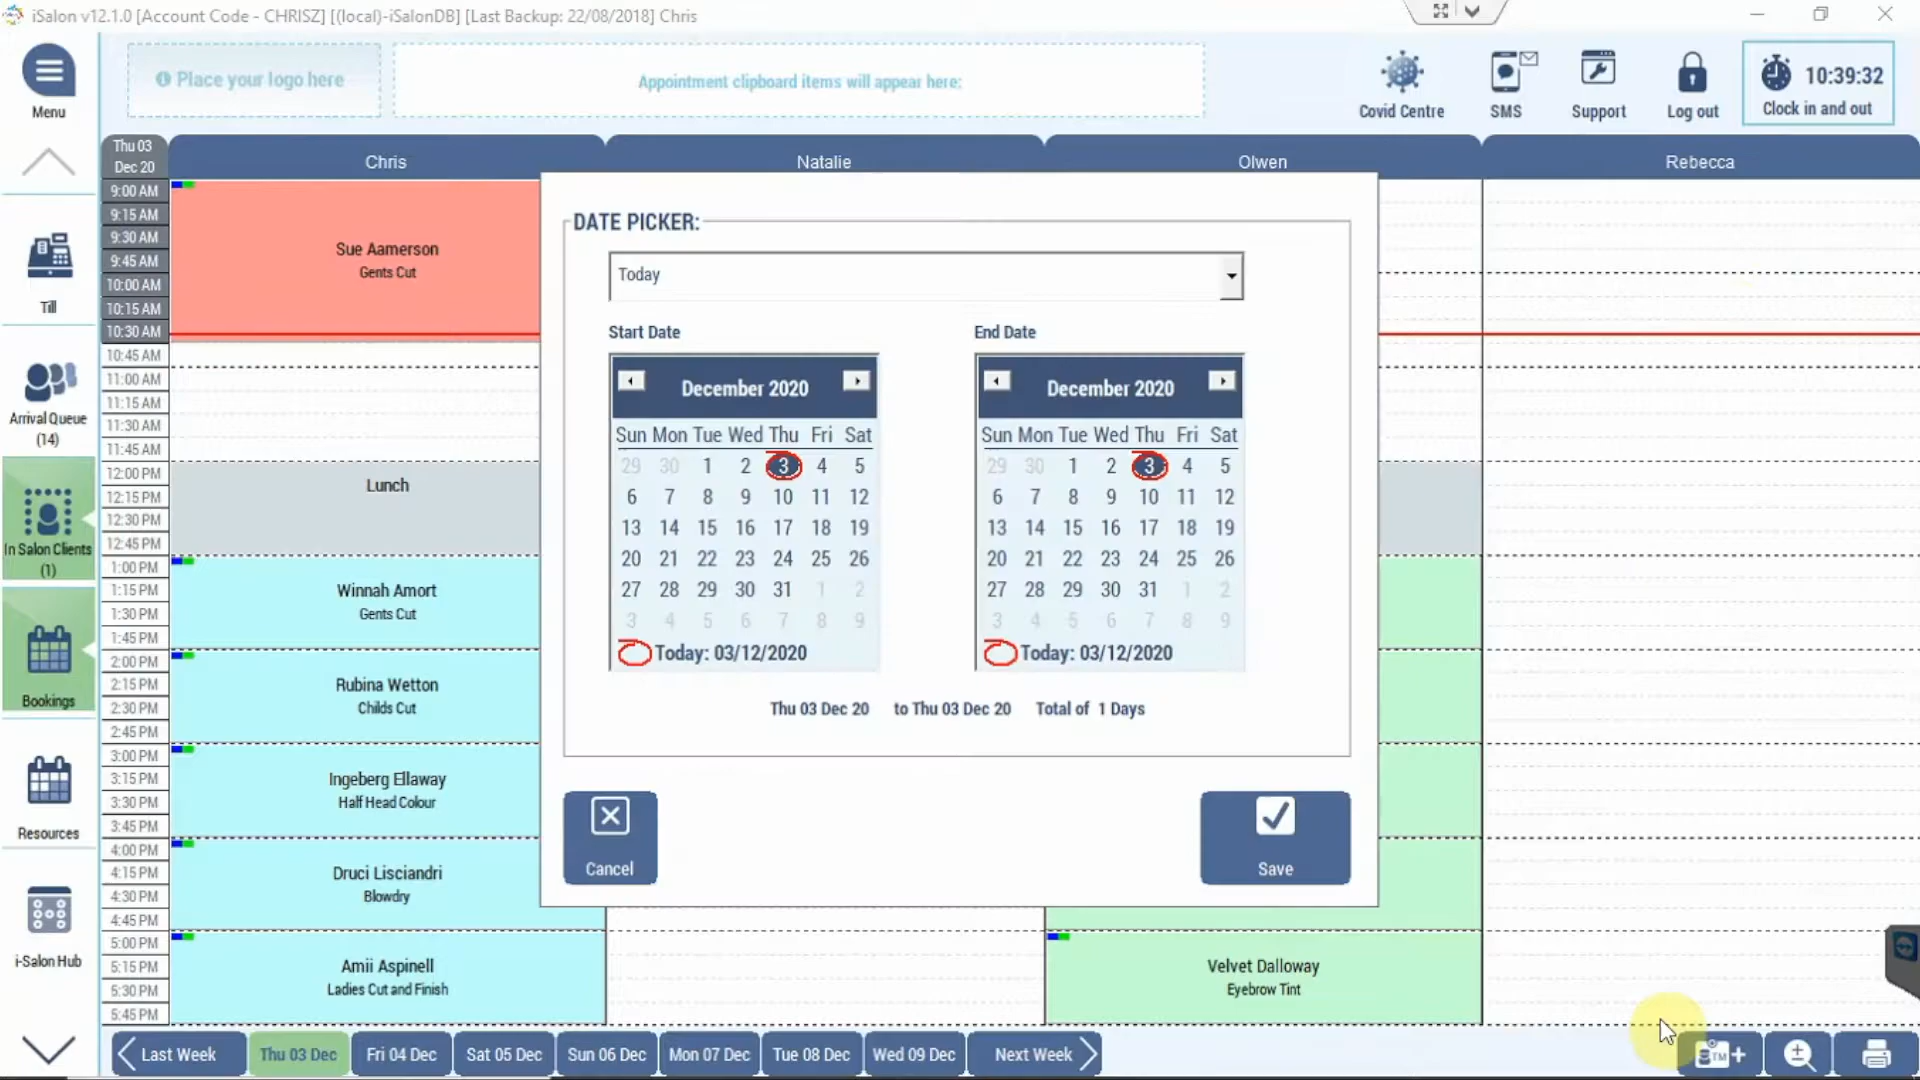 iSalon v12.1.0 [Account Code - CHRISZ] [(local)-iSalonDB] [Last Backup: 22/08/2018] Chris
Menu
Place your logo here
Appointment clipboard items will appear here:
Covid Centre
SMS
Support
Log out
10:39:32
Clock in and out
Till
Arrival Queue
(14)
In Salon Clients
(1)
Bookings
Resources
i-Salon Hub
Thu 03
Dec 20
Chris
Natalie
Olwen
Rebecca
9:00 AM
9:15 AM
9:30 AM
9:45 AM
10:00 AM
10:15 AM
10:30 AM
10:45 AM
11:00 AM
11:15 AM
11:30 AM
11:45 AM
12:00 PM
12:15 PM
12:30 PM
12:45 PM
1:00 PM
1:15 PM
1:30 PM
1:45 PM
2:00 PM
2:15 PM
2:30 PM
2:45 PM
3:00 PM
3:15 PM
3:30 PM
3:45 PM
4:00 PM
4:15 PM
4:30 PM
4:45 PM
5:00 PM
5:15 PM
5:30 PM
5:45 PM
Sue Aamerson
Gents Cut
Lunch
Winnah Amort
Gents Cut
Rubina Wetton
Childs Cut
Ingeberg Ellaway
Half Head Colour
Druci Lisciandri
Blowdry
Amii Aspinell
Ladies Cut and Finish
Velvet Dalloway
Eyebrow Tint
DATE PICKER:
Today
Start Date
December 2020
Sun Mon Tue Wed Thu Fri Sat
29 30 1 2 3 4 5
6 7 8 9 10 11 12
13 14 15 16 17 18 19
20 21 22 23 24 25 26
27 28 29 30 31 1 2
3 4 5 6 7 8 9
Today: 03/12/2020
End Date
December 2020
Sun Mon Tue Wed Thu Fri Sat
29 30 1 2 3 4 5
6 7 8 9 10 11 12
13 14 15 16 17 18 19
20 21 22 23 24 25 26
27 28 29 30 31 1 2
3 4 5 6 7 8 9
Today: 03/12/2020
Thu 03 Dec 20 to Thu 03 Dec 20 Total of 1 Days
Cancel
Save
Last Week
Thu 03 Dec
Fri 04 Dec
Sat 05 Dec
Sun 06 Dec
Mon 07 Dec
Tue 08 Dec
Wed 09 Dec
Next Week